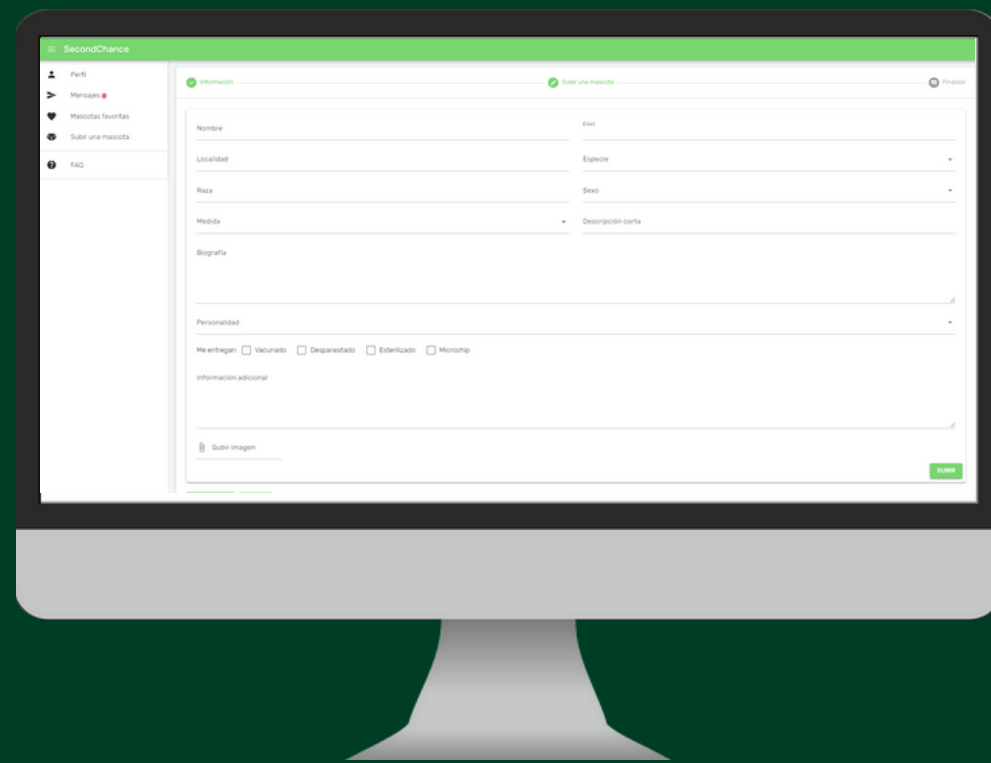 SecondChance
Perfil
Mensajes
Mascotas favoritas
Subir una mascota
FAQ
Información
Subir una mascota
Finalizar
Nombre
Edad
Localidad
Especie
Raza
Sexo
Medida
Descripción corta
Biografía
Personalidad
Me entregan: Vacunado Desparasitado Esterilizado Microchip
Información adicional
Subir imagen
SUBIR